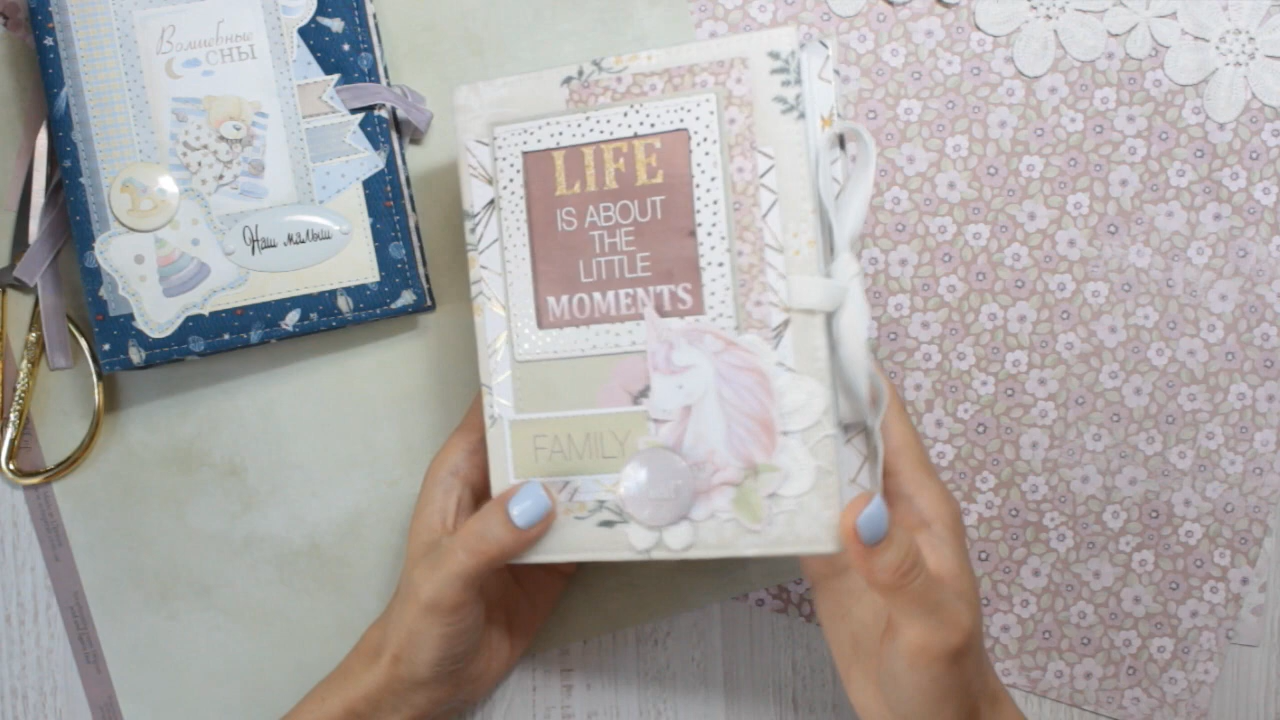 Волшебные
сны
Наш малыш
LIFE
IS ABOUT
THE
LITTLE
MOMENTS
FAMILY